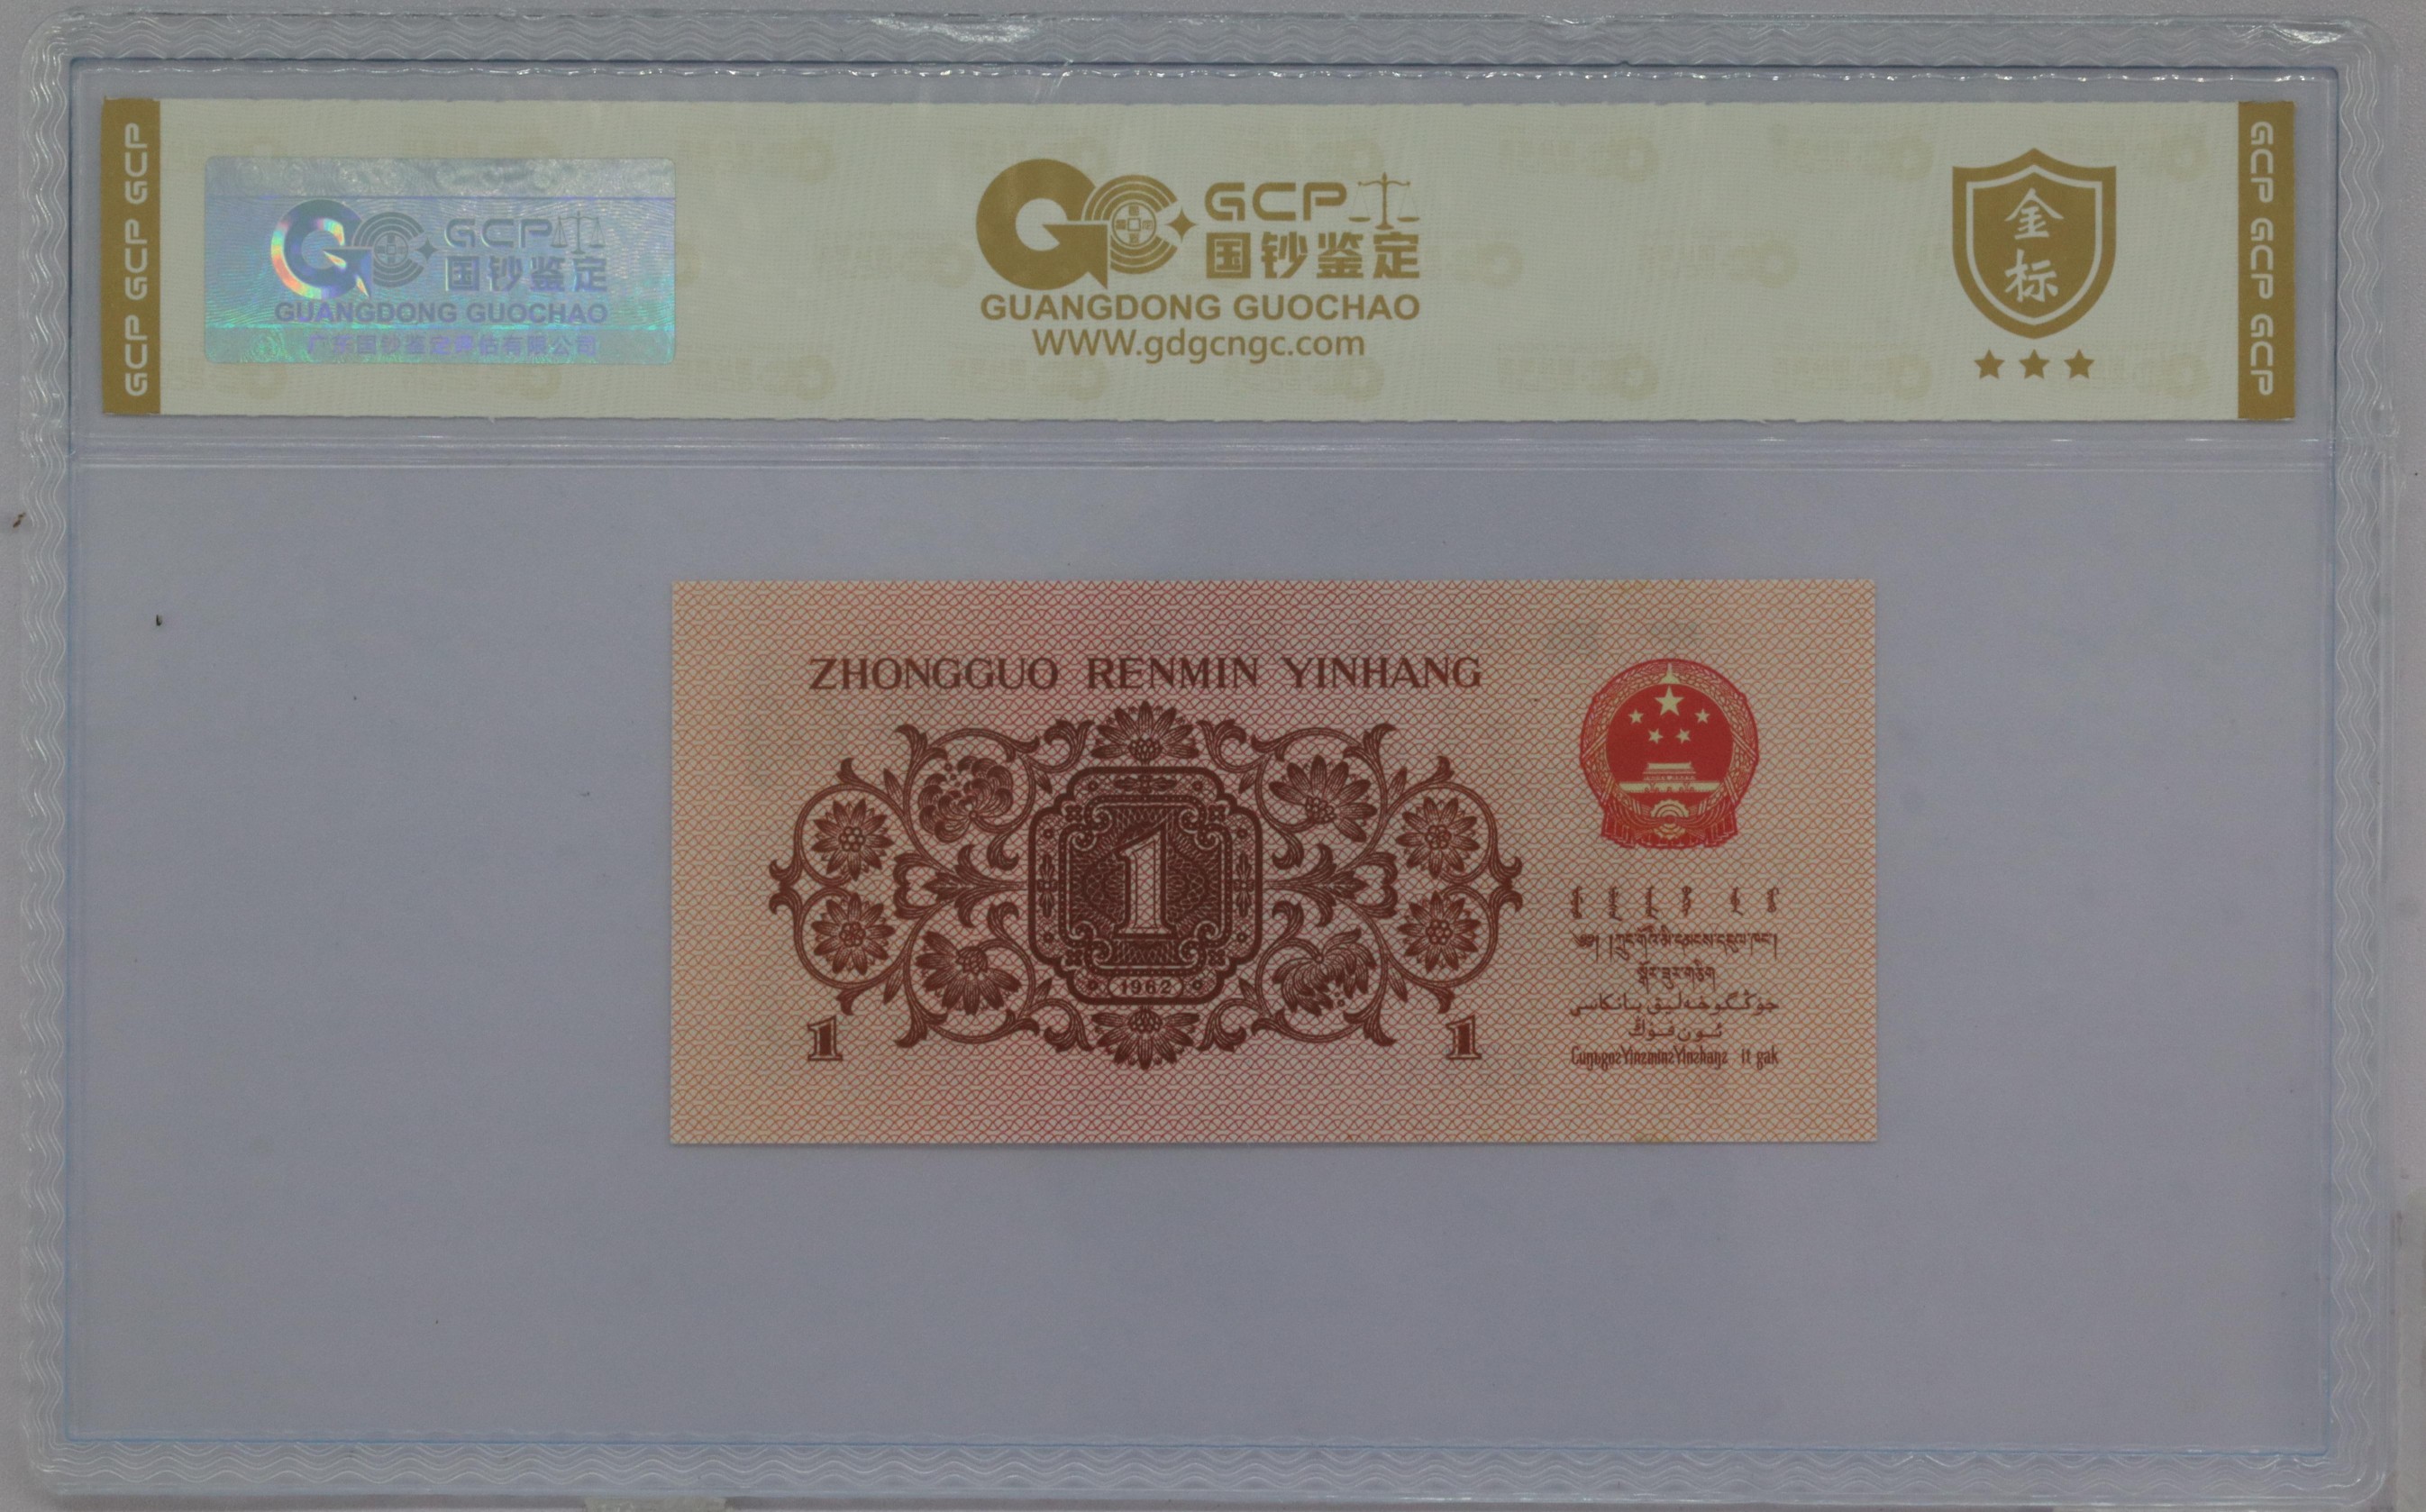 GCP GCP GCP
GCP
国钞鉴定
GUANGDONG GUOCHAO
广东国钞鉴定评估有限公司
GCP
国钞鉴定
GUANGDONG GUOCHAO
WWW.gdgcngc.com
金
标
GCP GCP GCP
ZHONGGUO RENMIN YINHANG
1
1962
1
1